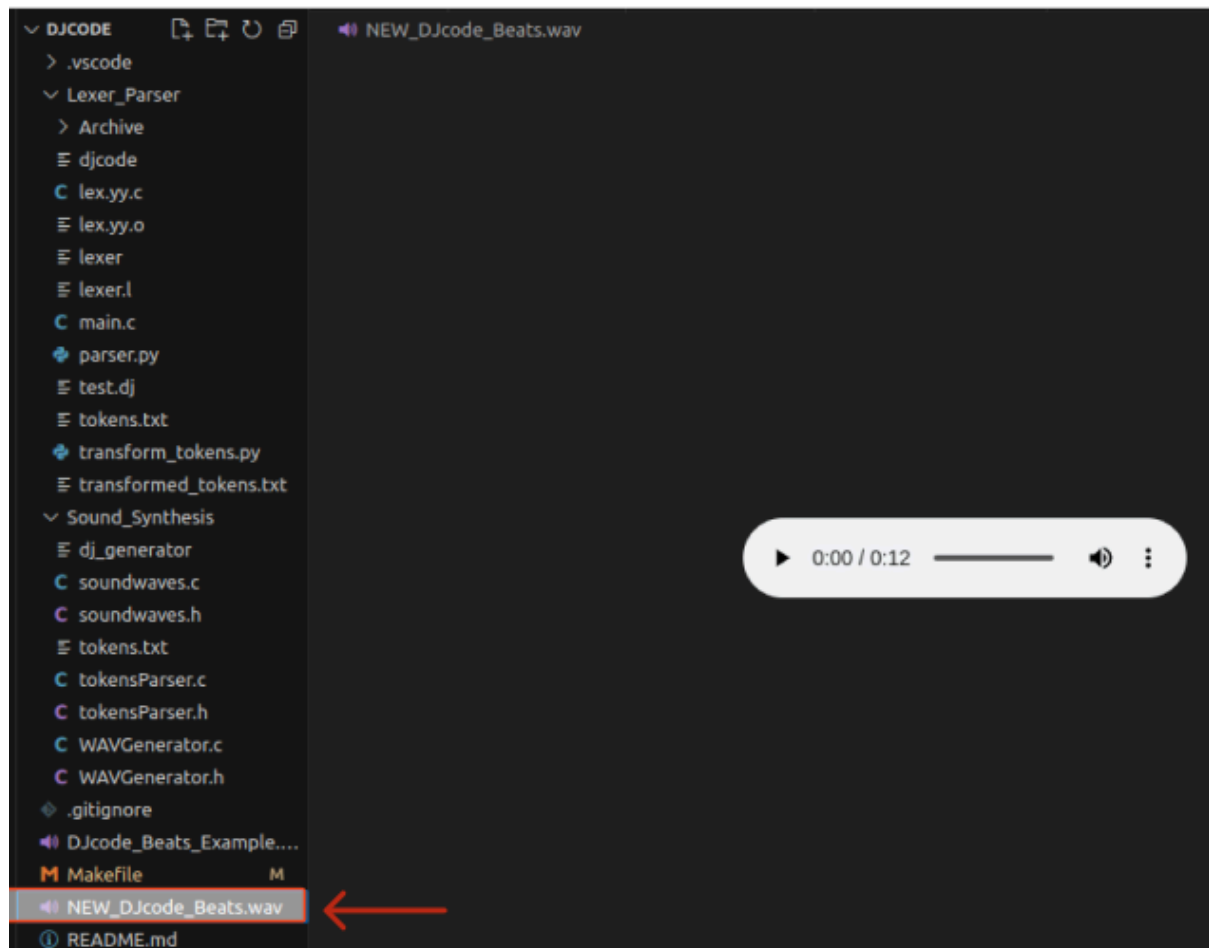 DJCODE
NEW_DJcode_Beats.wav
.vscode
Lexer_Parser
Archive
djcode
C lex.yy.c
lex.yy.o
lexer
lexer.l
C main.c
parser.py
test.dj
tokens.txt
transform_tokens.py
transformed_tokens.txt
Sound_Synthesis
dj_generator
C soundwaves.c
C soundwaves.h
tokens.txt
C tokensParser.c
C tokensParser.h
C WAVGenerator.c
C WAVGenerator.h
.gitignore
DJcode_Beats_Example....
M Makefile M
NEW_DJcode_Beats.wav
README.md
0:00 / 0:12